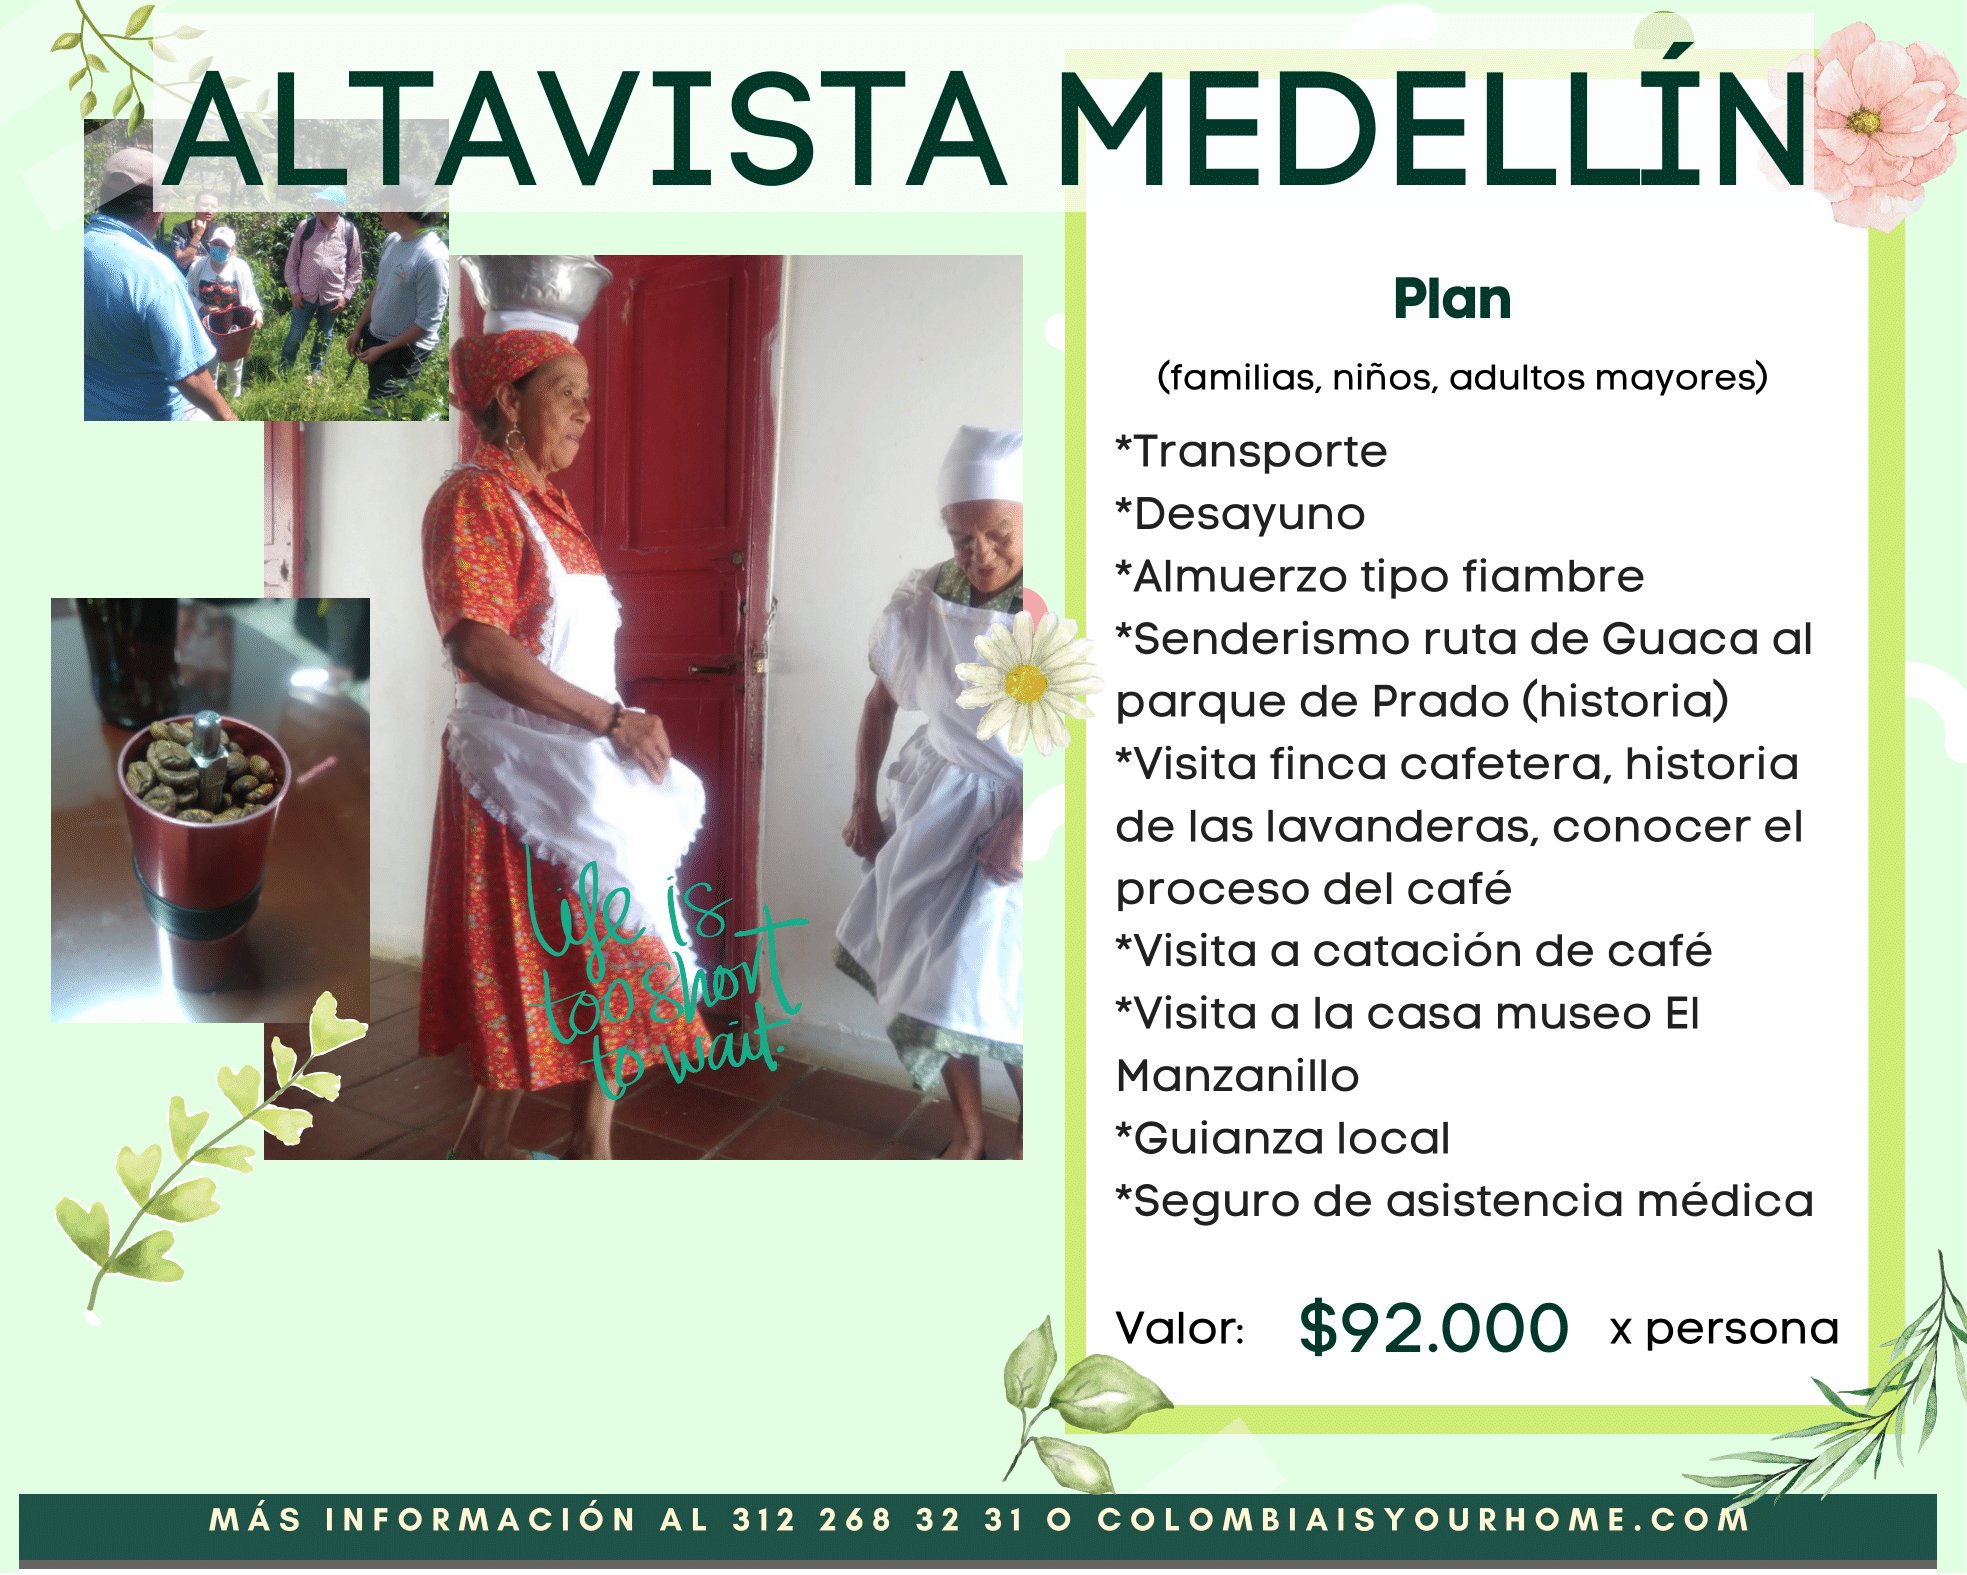 ALTAVISTA MEDELLÍN
Plan
(familias, niños, adultos mayores)
*Transporte
*Desayuno
*Almuerzo tipo fiambre
*Senderismo ruta de Guaca al
parque de Prado (historia)
*Visita finca cafetera, historia
de las lavanderas, conocer el
proceso del café
*Visita a catación de café
*Visita a la casa museo El
Manzanillo
*Guianza local
*Seguro de asistencia médica
Valor: $92.000 x persona
life is
too short
to wait.
MÁS INFORMACIÓN AL 312 268 32 31 O COLOMBIAISYOURHOME.COM